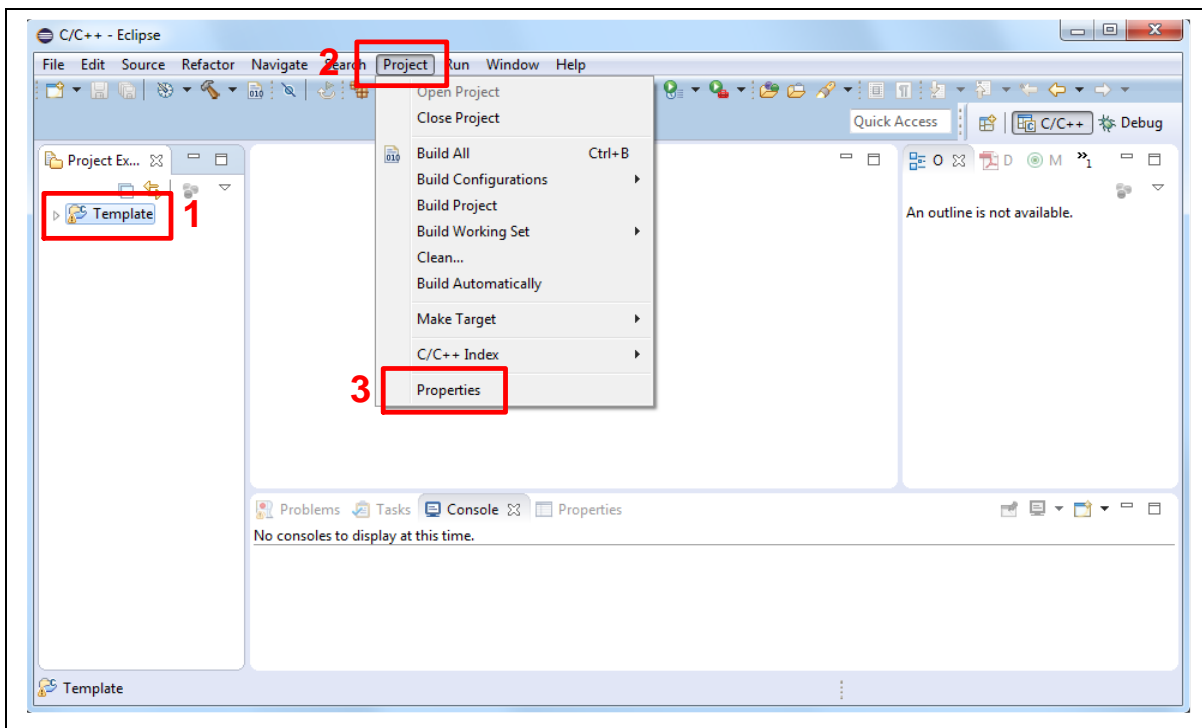 C/C++ - Eclipse
File Edit Source Refactor Navigate Search Project Run Window Help
2
Quick Access
C/C++
Debug
Project Ex...
Template
1
Open Project
Close Project
Build All Ctrl+B
Build Configurations
Build Project
Build Working Set
Clean...
Build Automatically
Make Target
C/C++ Index
3
Properties
O D M »1
An outline is not available.
Problems Tasks Console Properties
No consoles to display at this time.
Template